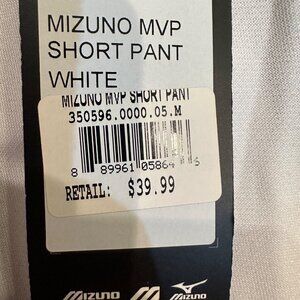 MIZUNO MVP
SHORT PANT
WHITE
MIZUNO MVP SHORT PANT
350596.0000.05.M
8 89961 05864 6
RETAIL: $39.99
MIZUNO
MIZUNO